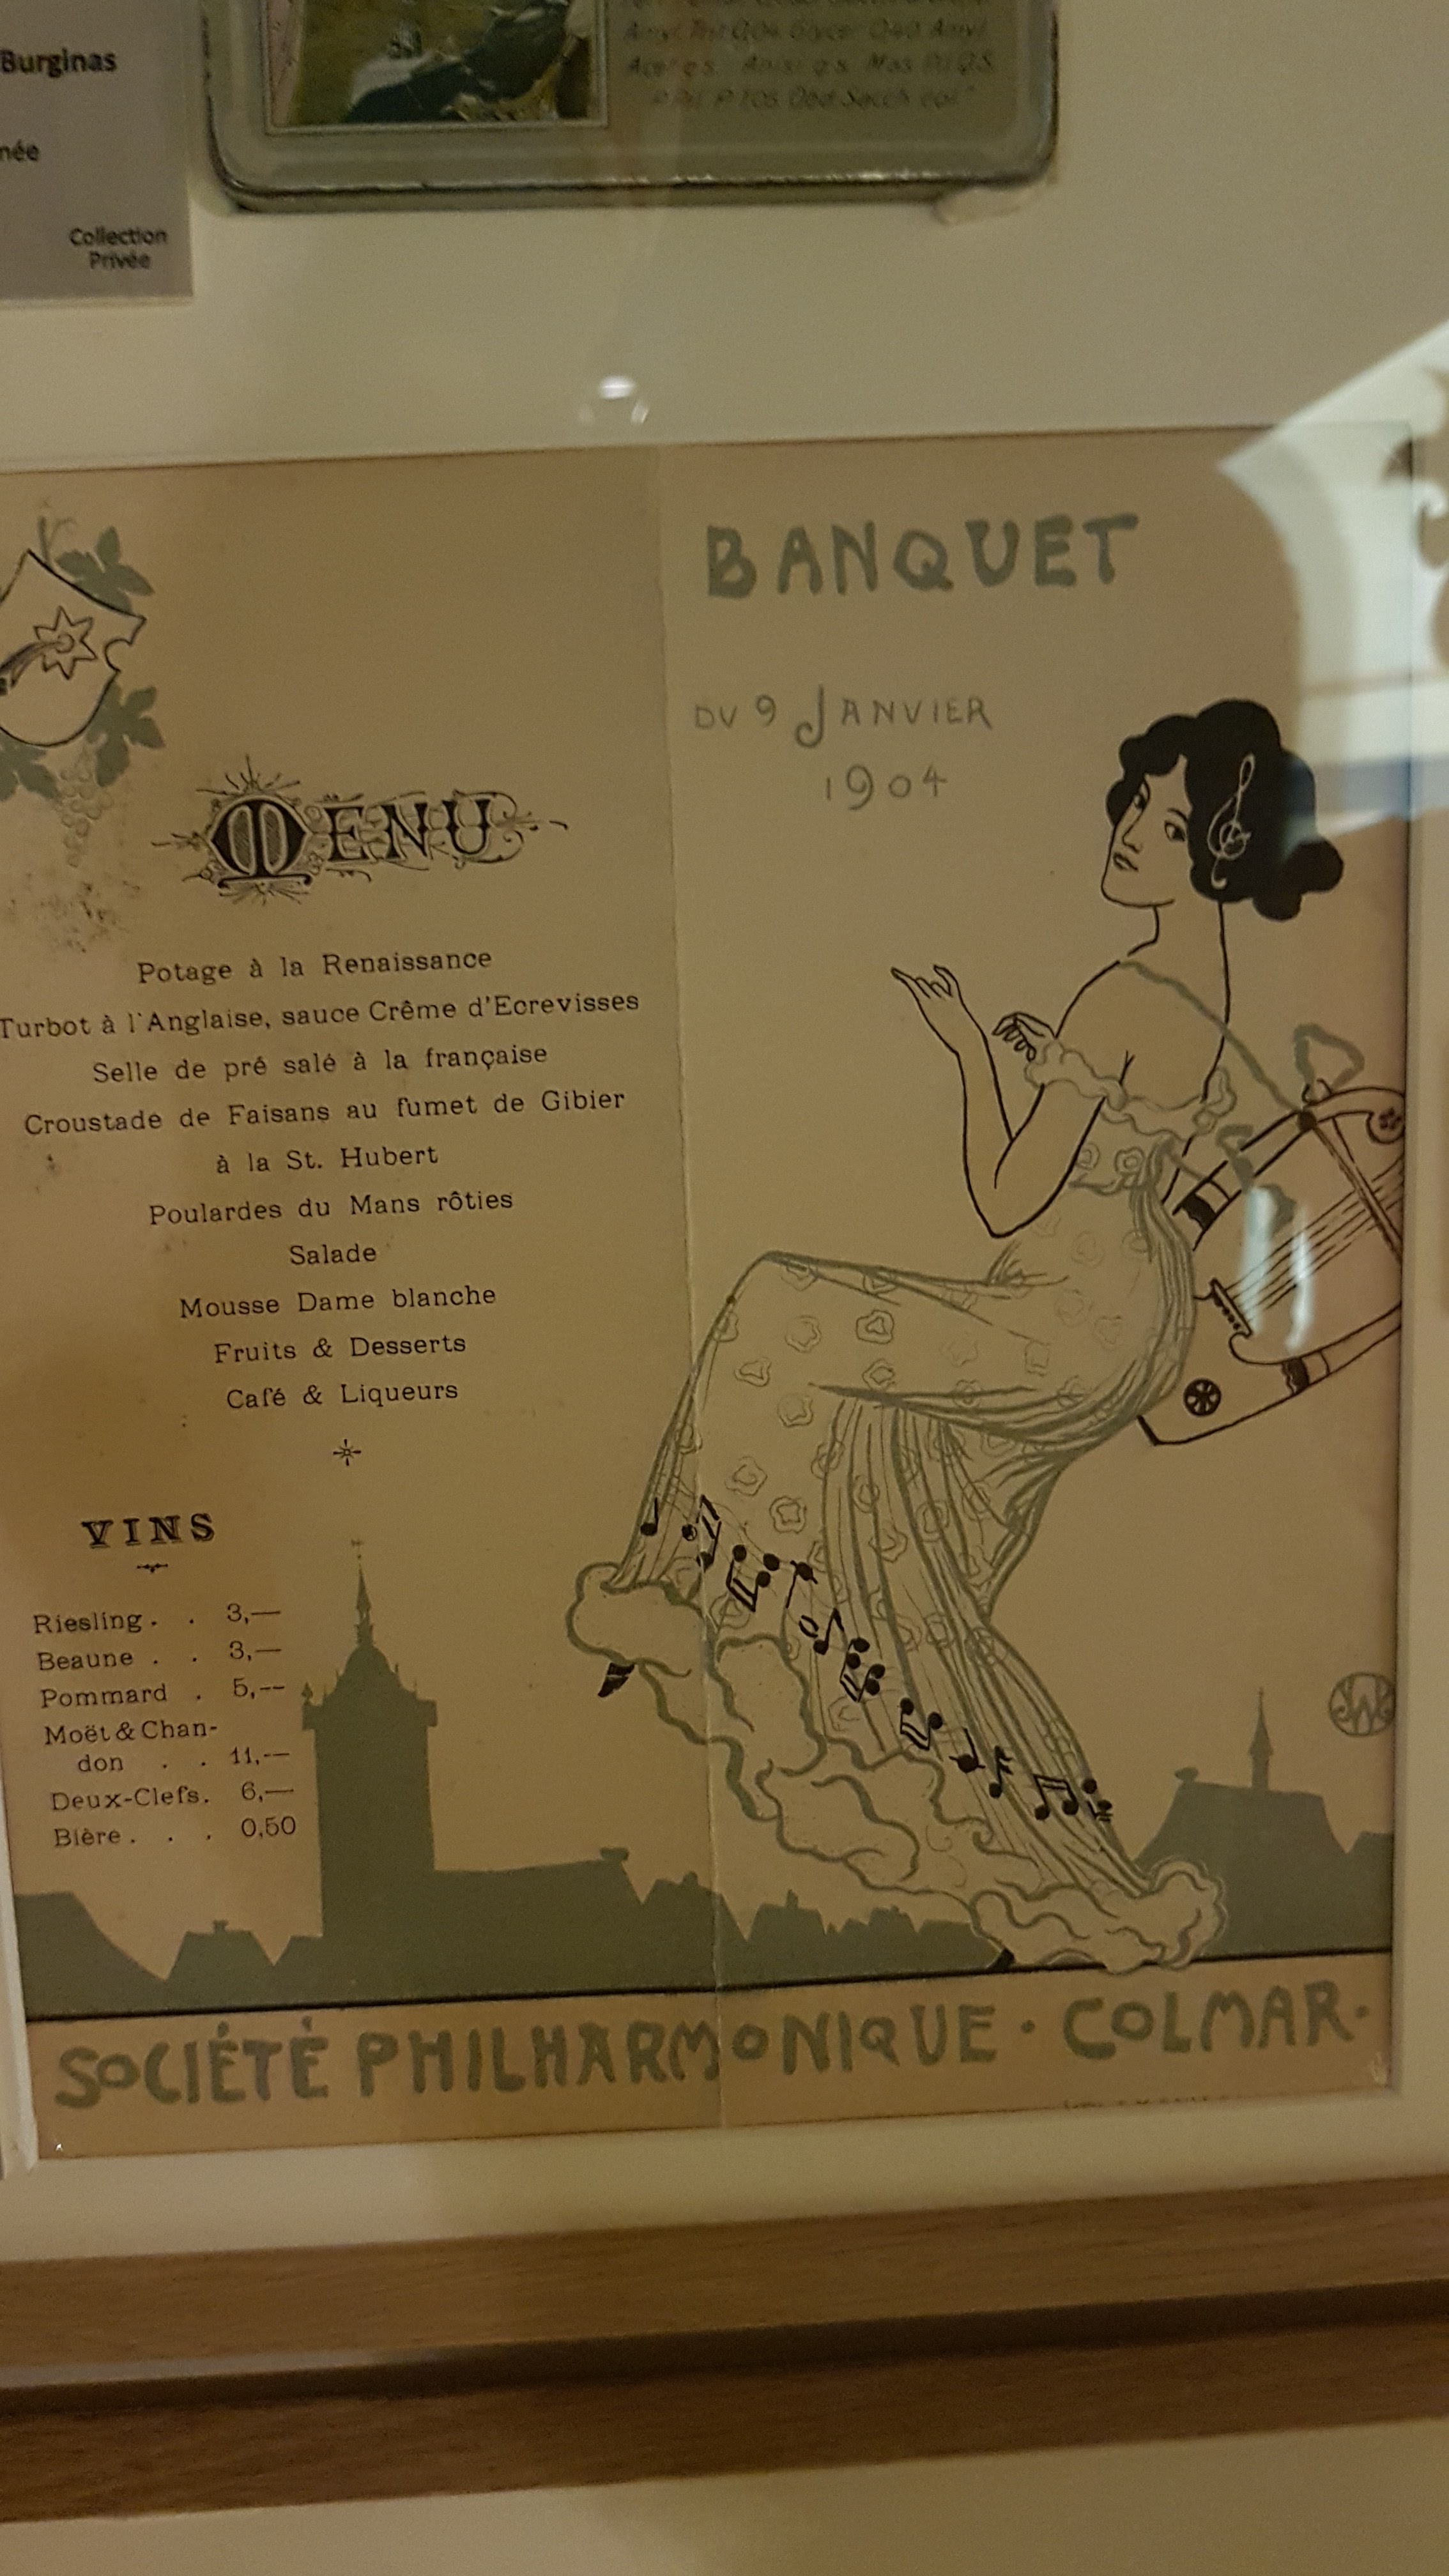 Burginas
née
Collection
Privée
BANQUET
DU 9 JANVIER
1904
MENU
Potage à la Renaissance
Turbot à l'Anglaise, sauce Crême d'Ecrevisses
Selle de pré salé à la française
Croustade de Faisans au fumet de Gibier
à la St. Hubert
Poulardes du Mans rôties
Salade
Mousse Dame blanche
Fruits & Desserts
Café & Liqueurs
VINS
Riesling . . 3,—
Beaune . . 3,—
Pommard . 5,--
Moët & Chan-
don . . 11,—
Deux-Clefs. 6,—
Bière . . . 0,50
SOCIÉTÉ PHILHARMONIQUE · COLMAR ·